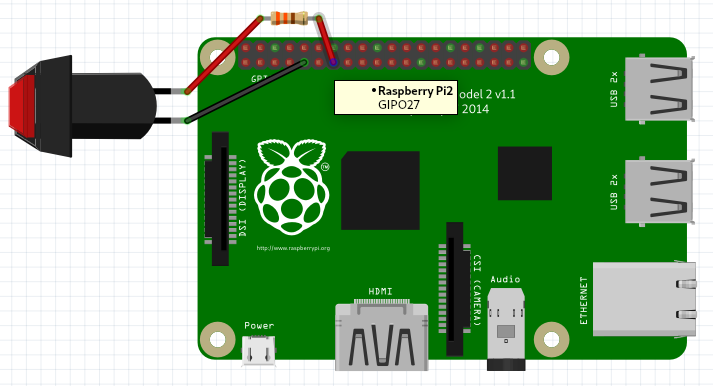 GPI
• Raspberry Pi2
GIPO27
odel 2 v1.1
2014
USB 2x
DSI (DISPLAY)
TM
USB 2x
http://www.raspberrypi.org
CSI (CAMERA)
Audio
HDMI
ETHERNET
Power